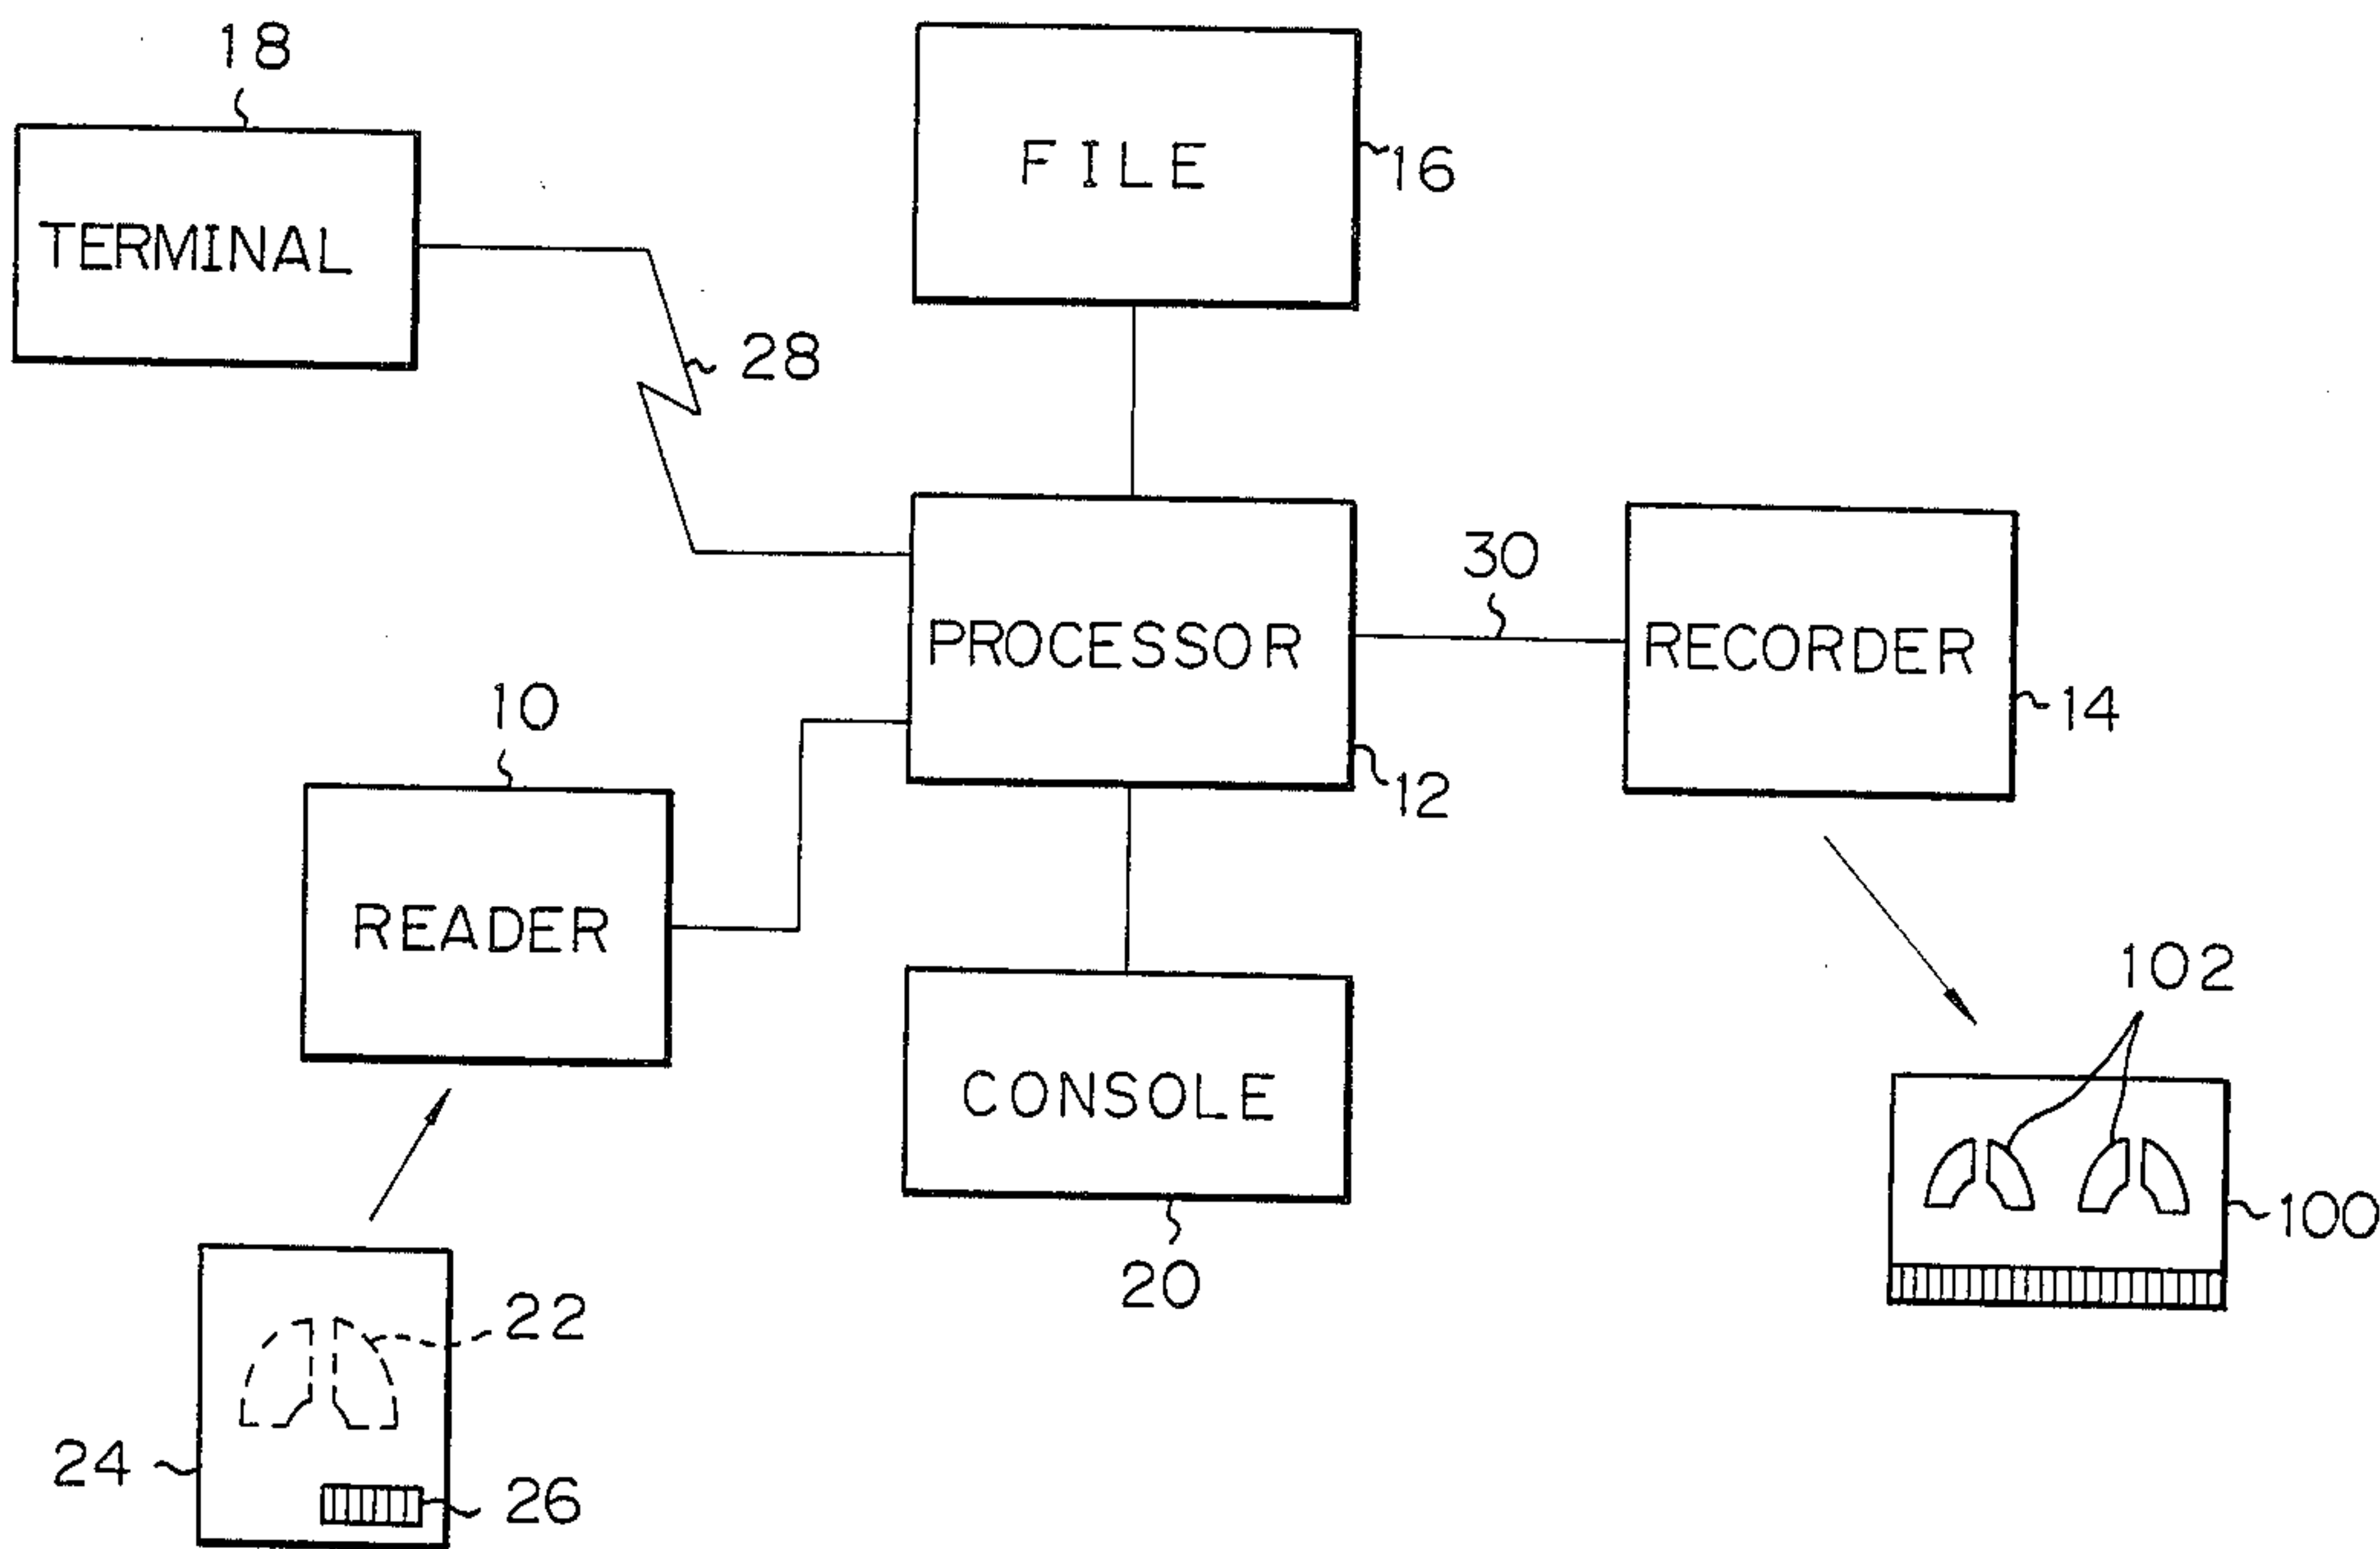 18
FILE
16
TERMINAL
28
30
PROCESSOR
RECORDER
10
14
12
READER
102
CONSOLE
100
20
22
24
26